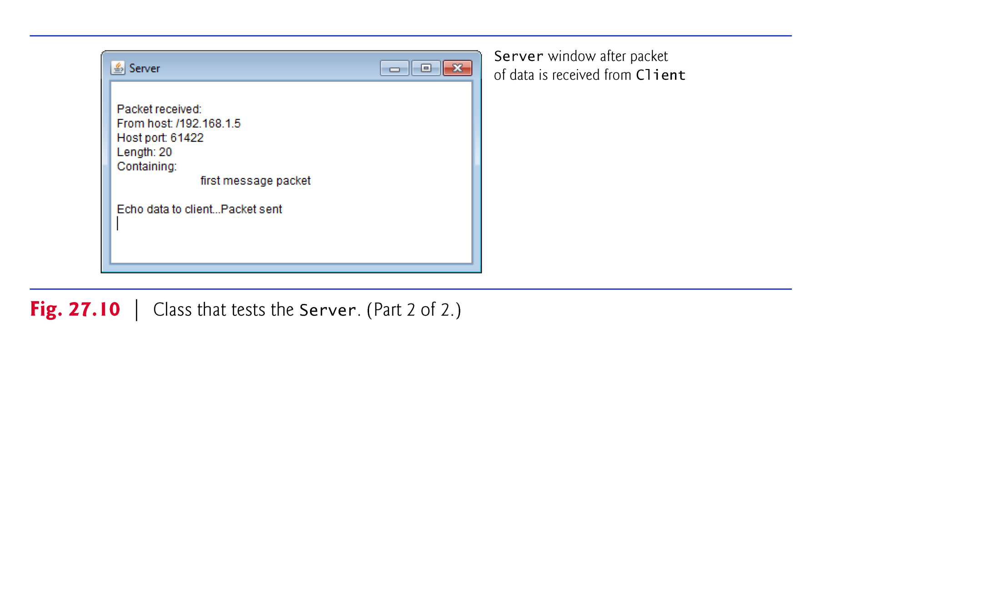 Server
Server window after packet
of data is received from Client
Packet received:
From host: /192.168.1.5
Host port: 61422
Length: 20
Containing:
first message packet
Echo data to client...Packet sent
Fig. 27.10 | Class that tests the Server. (Part 2 of 2.)